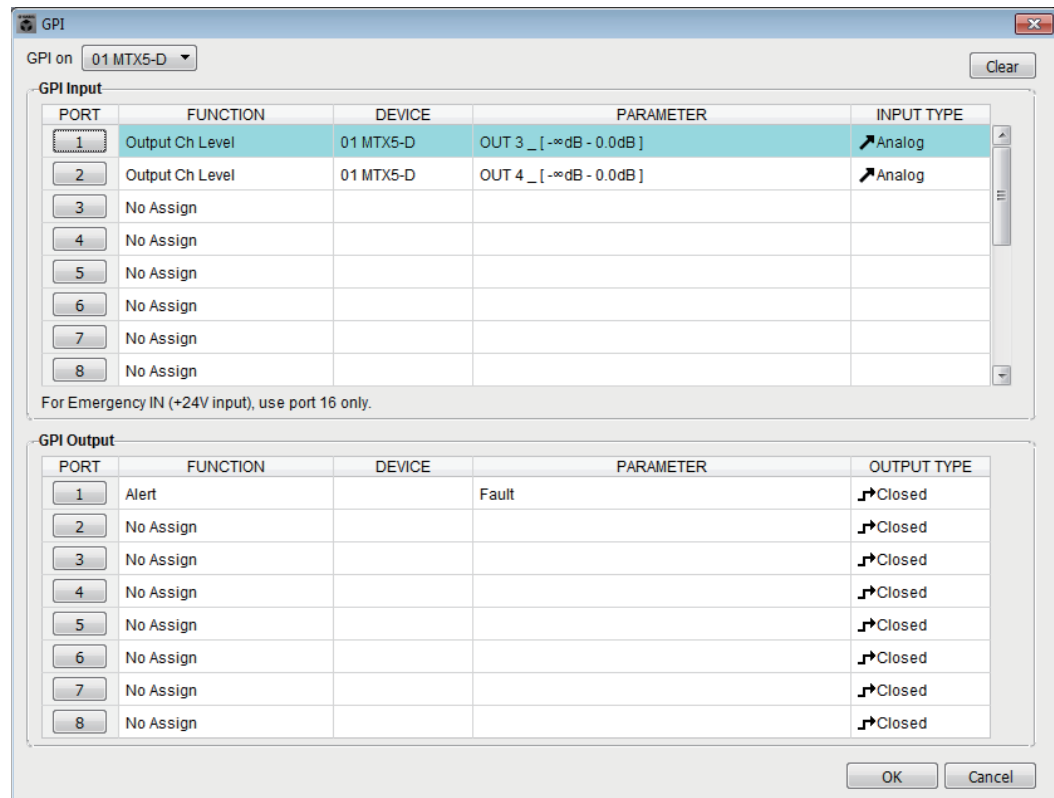 GPI
GPI on 01 MTX5-D
Clear
GPI Input
PORT FUNCTION DEVICE PARAMETER INPUT TYPE
1 Output Ch Level 01 MTX5-D OUT 3 _ [ -∞dB - 0.0dB ] Analog
2 Output Ch Level 01 MTX5-D OUT 4 _ [ -∞dB - 0.0dB ] Analog
3 No Assign
4 No Assign
5 No Assign
6 No Assign
7 No Assign
8 No Assign
For Emergency IN (+24V input), use port 16 only.
GPI Output
PORT FUNCTION DEVICE PARAMETER OUTPUT TYPE
1 Alert Fault Closed
2 No Assign Closed
3 No Assign Closed
4 No Assign Closed
5 No Assign Closed
6 No Assign Closed
7 No Assign Closed
8 No Assign Closed
OK Cancel